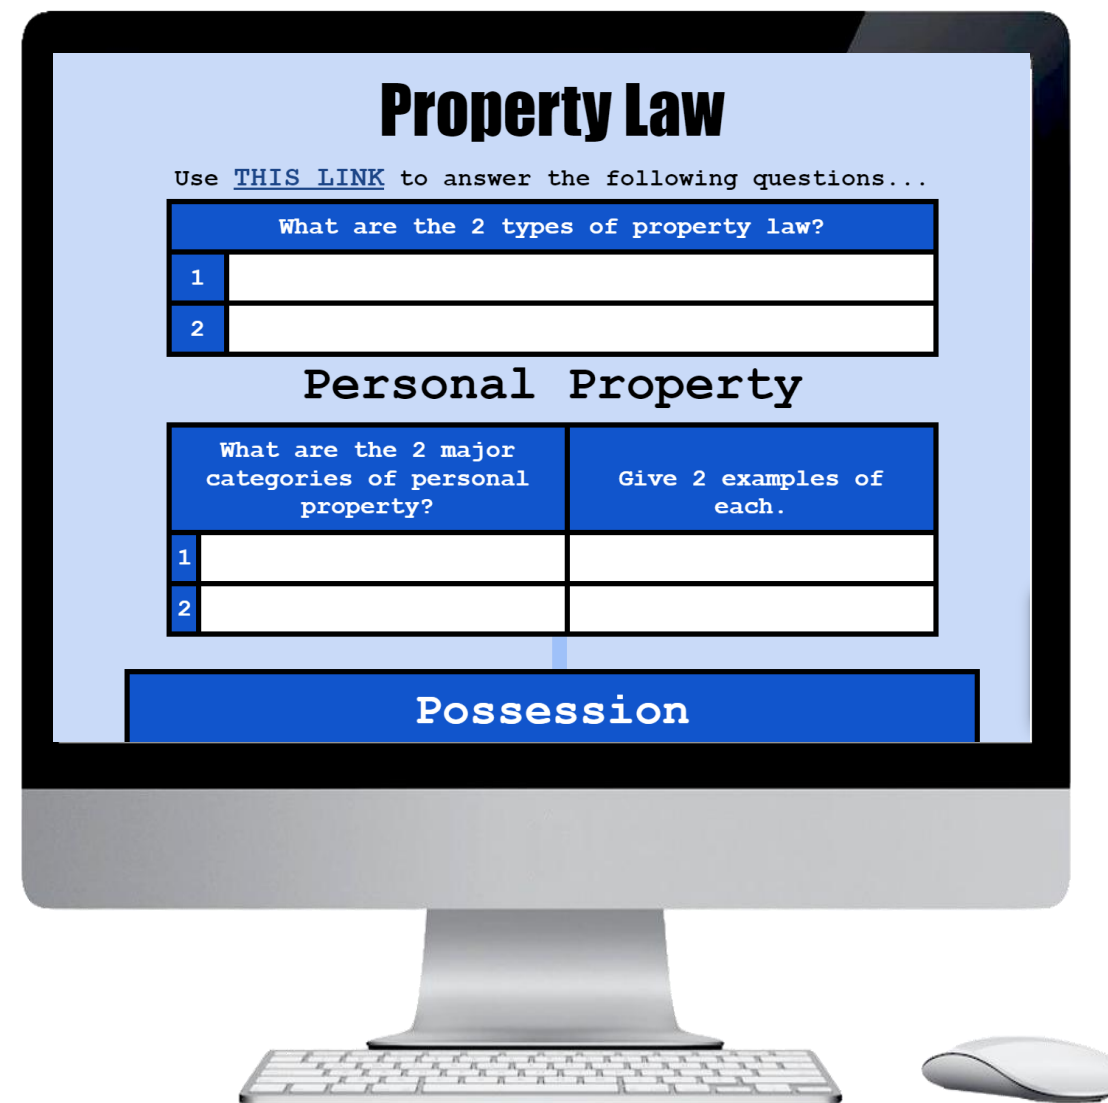 Property Law
Use THIS LINK to answer the following questions...
What are the 2 types of property law?
1
2
Personal Property
What are the 2 major
categories of personal
property?
Give 2 examples of
each.
1
2
Possession